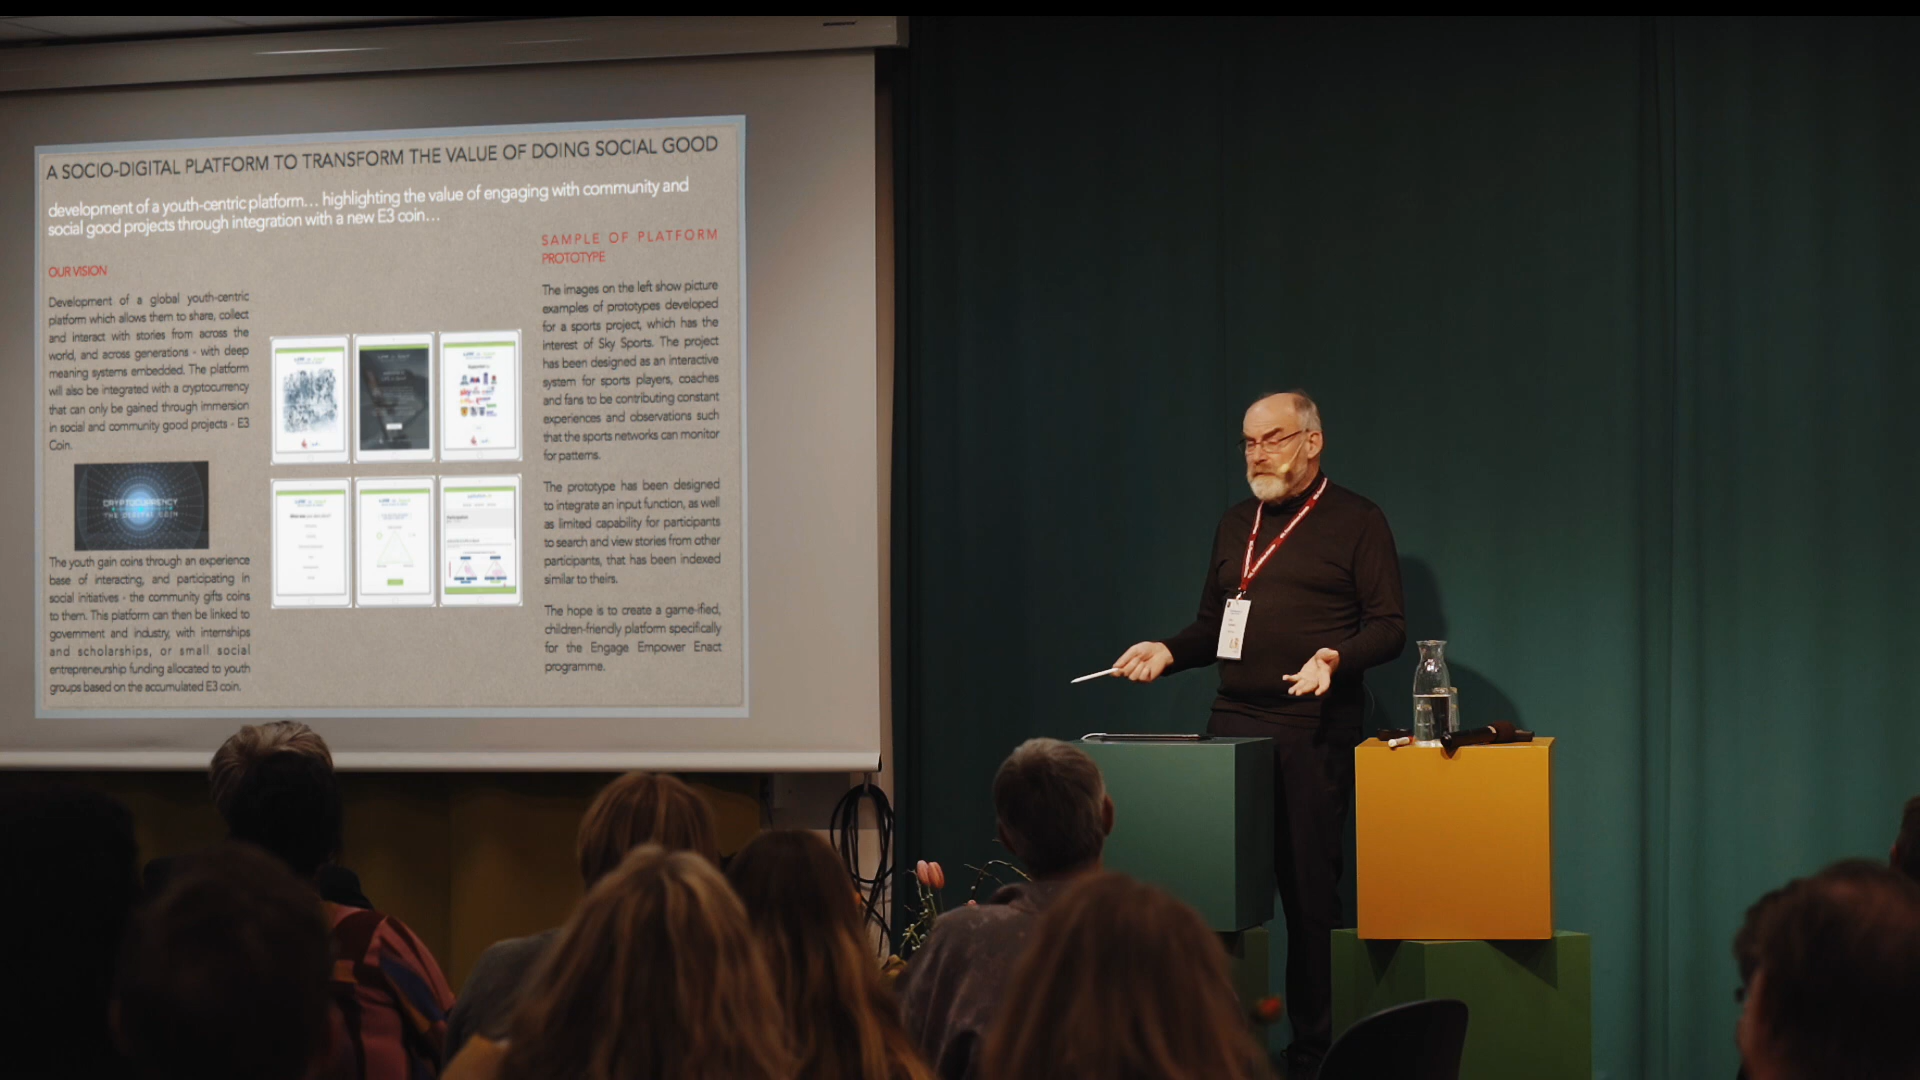 A SOCIO-DIGITAL PLATFORM TO TRANSFORM THE VALUE OF DOING SOCIAL GOOD
development of a youth-centric platform… highlighting the value of engaging with community and
social good projects through integration with a new E3 coin…
OUR VISION
Development of a global youth-centric
platform which allows them to share, collect
and interact with stories from across the
world, and across generations - with deep
meaning systems embedded. The platform
will also be integrated with a cryptocurrency
that can only be gained through immersion
in social and community good projects - E3
Coin.
CRYPTOCURRENCY
THE DIGITAL COIN
The youth gain coins through an experience
base of interacting, and participating in
social initiatives - the community gifts coins
to them. This platform can then be linked to
government and industry, with internships
and scholarships, or small social
entrepreneurship funding allocated to youth
groups based on the accumulated E3 coin.
SAMPLE OF PLATFORM
PROTOTYPE
The images on the left show picture
examples of prototypes developed
for a sports project, which has the
interest of Sky Sports. The project
has been designed as an interactive
system for sports players, coaches
and fans to be contributing constant
experiences and observations such
that the sports networks can monitor
for patterns.
The prototype has been designed
to integrate an input function, as well
as limited capability for participants
to search and view stories from other
participants, that has been indexed
similar to theirs.
The hope is to create a game-ified,
children-friendly platform specifically
for the Engage Empower Enact
programme.